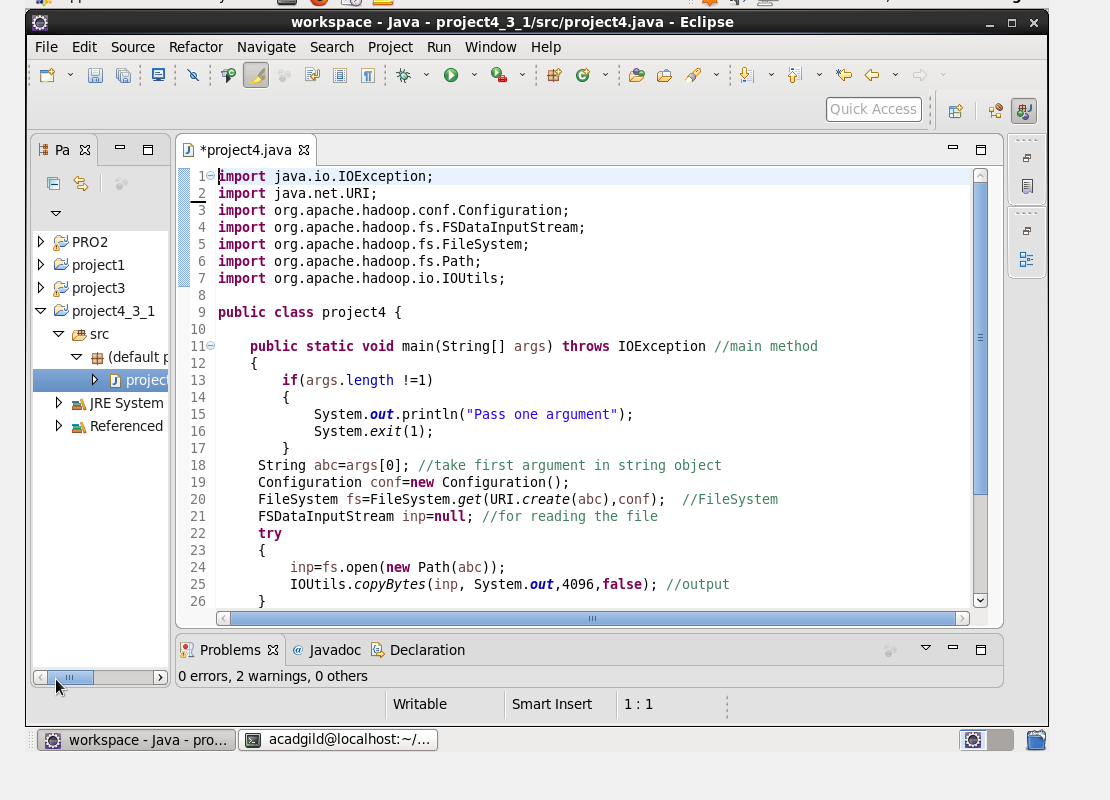 workspace - Java - project4_3_1/src/project4.java - Eclipse
File Edit Source Refactor Navigate Search Project Run Window Help
Quick Access
Pa
*project4.java
PRO2
project1
project3
project4_3_1
src
(default p
project
JRE System
Referenced
1 import java.io.IOException;
2 import java.net.URI;
3 import org.apache.hadoop.conf.Configuration;
4 import org.apache.hadoop.fs.FSDataInputStream;
5 import org.apache.hadoop.fs.FileSystem;
6 import org.apache.hadoop.fs.Path;
7 import org.apache.hadoop.io.IOUtils;
8
9 public class project4 {
10
11 public static void main(String[] args) throws IOException //main method
12 {
13 if(args.length !=1)
14 {
15 System.out.println("Pass one argument");
16 System.exit(1);
17 }
18 String abc=args[0]; //take first argument in string object
19 Configuration conf=new Configuration();
20 FileSystem fs=FileSystem.get(URI.create(abc),conf); //FileSystem
21 FSDataInputStream inp=null; //for reading the file
22 try
23 {
24 inp=fs.open(new Path(abc));
25 IOUtils.copyBytes(inp, System.out,4096,false); //output
26 }
Problems @ Javadoc Declaration
0 errors, 2 warnings, 0 others
Writable Smart Insert 1 : 1
workspace - Java - pro... acadgild@localhost:~/...